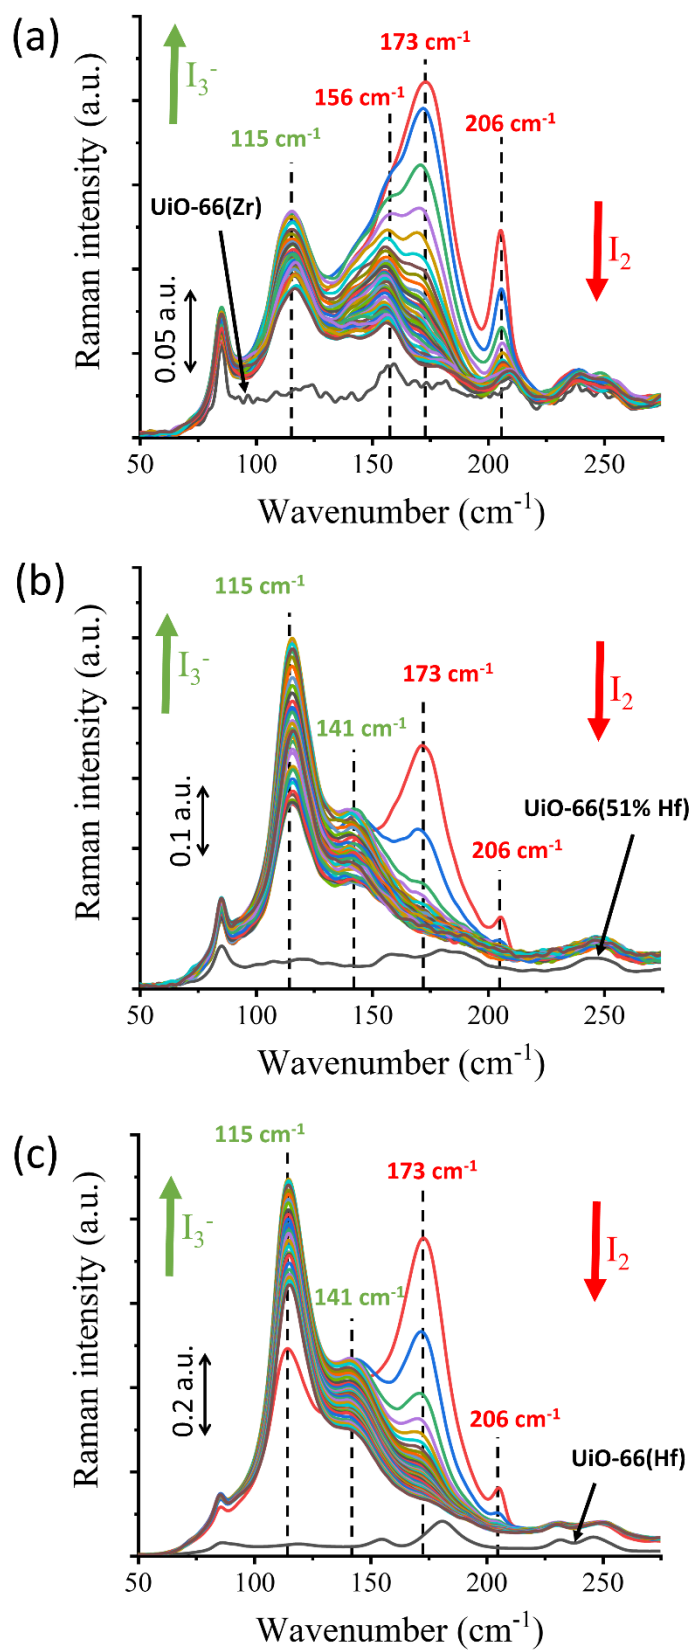 (a)
I₃⁻
173 cm⁻¹
156 cm⁻¹
206 cm⁻¹
115 cm⁻¹
UiO-66(Zr)
I₂
0.05 a.u.
Raman intensity (a.u.)
50 100 150 200 250
Wavenumber (cm⁻¹)
(b)
115 cm⁻¹
I₃⁻
173 cm⁻¹
I₂
141 cm⁻¹
UiO-66(51% Hf)
0.1 a.u.
206 cm⁻¹
Raman intensity (a.u.)
50 100 150 200 250
Wavenumber (cm⁻¹)
(c)
115 cm⁻¹
173 cm⁻¹
I₃⁻
I₂
141 cm⁻¹
0.2 a.u.
206 cm⁻¹
UiO-66(Hf)
Raman intensity (a.u.)
50 100 150 200 250
Wavenumber (cm⁻¹)